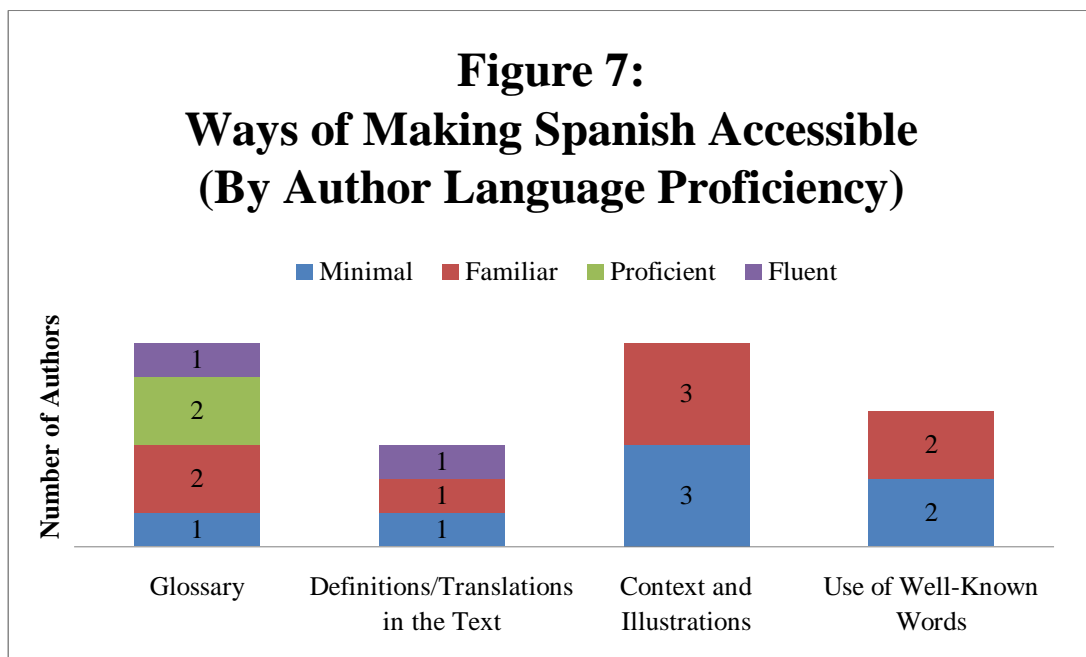 Figure 7:
Ways of Making Spanish Accessible
(By Author Language Proficiency)
Minimal Familiar Proficient Fluent
Number of Authors
1
2
2
1
1
1
1
3
3
2
2
Glossary
Definitions/Translations
in the Text
Context and
Illustrations
Use of Well-Known
Words